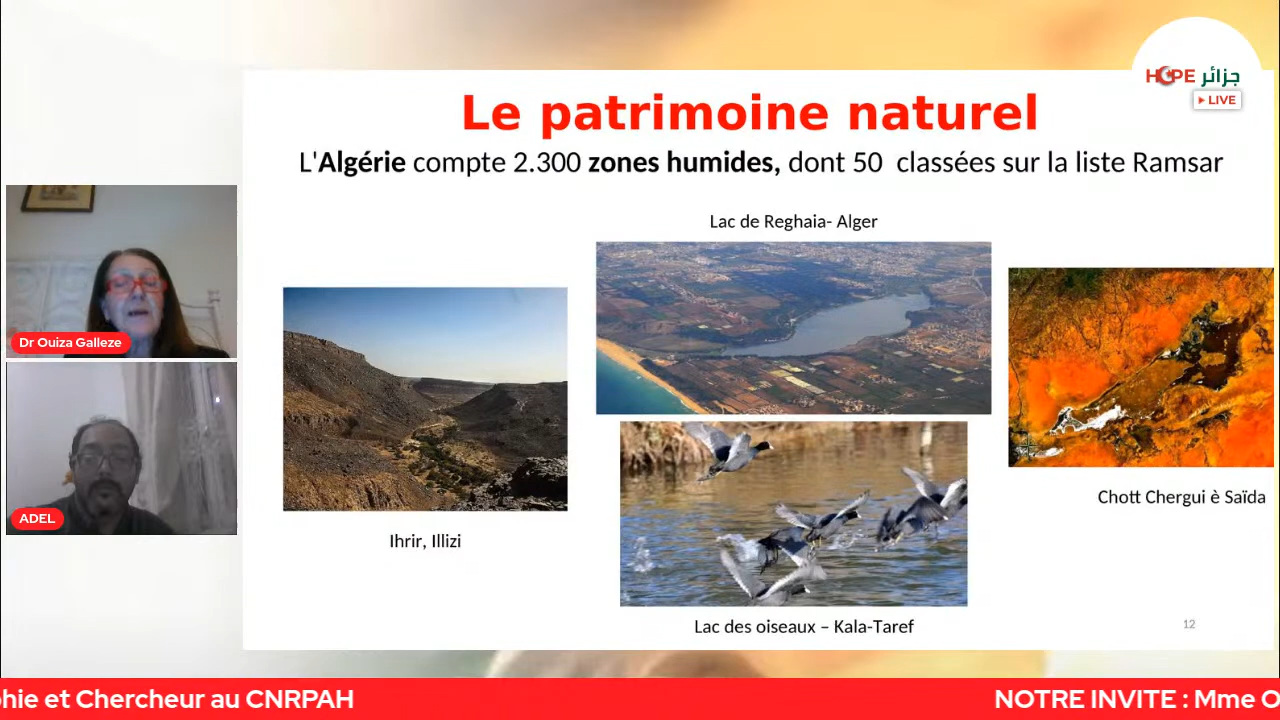 HOPE جزائر
LIVE
Le patrimoine naturel
L'Algérie compte 2.300 zones humides, dont 50 classées sur la liste Ramsar
Lac de Reghaia- Alger
Dr Ouiza Galleze
Chott Chergui è Saïda
ADEL
Ihrir, Illizi
Lac des oiseaux – Kala-Taref
12
hie et Chercheur au CNRPAH NOTRE INVITE : Mme O